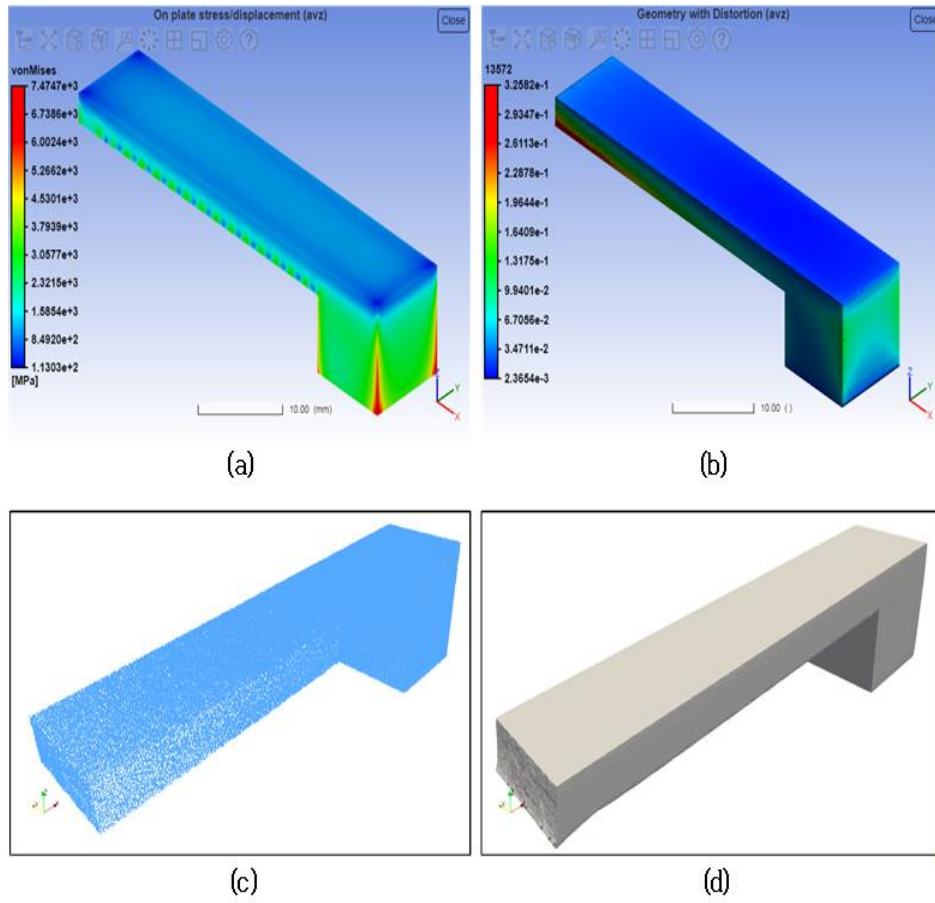 On plate stress/displacement (avz)
Close
vonMises
7.4747e+3
6.7386e+3
6.0024e+3
5.2662e+3
4.5301e+3
3.7939e+3
3.0577e+3
2.3215e+3
1.5854e+3
8.4920e+2
1.1303e+2
[MPa]
10.00 (mm)
Z
Y
X
(a)
Geometry with Distortion (avz)
Close
13572
3.2582e-1
2.9347e-1
2.6113e-1
2.2878e-1
1.9644e-1
1.6409e-1
1.3175e-1
9.9401e-2
6.7056e-2
3.4711e-2
2.3654e-3
10.00 ()
Z
Y
X
(b)
(c)
(d)